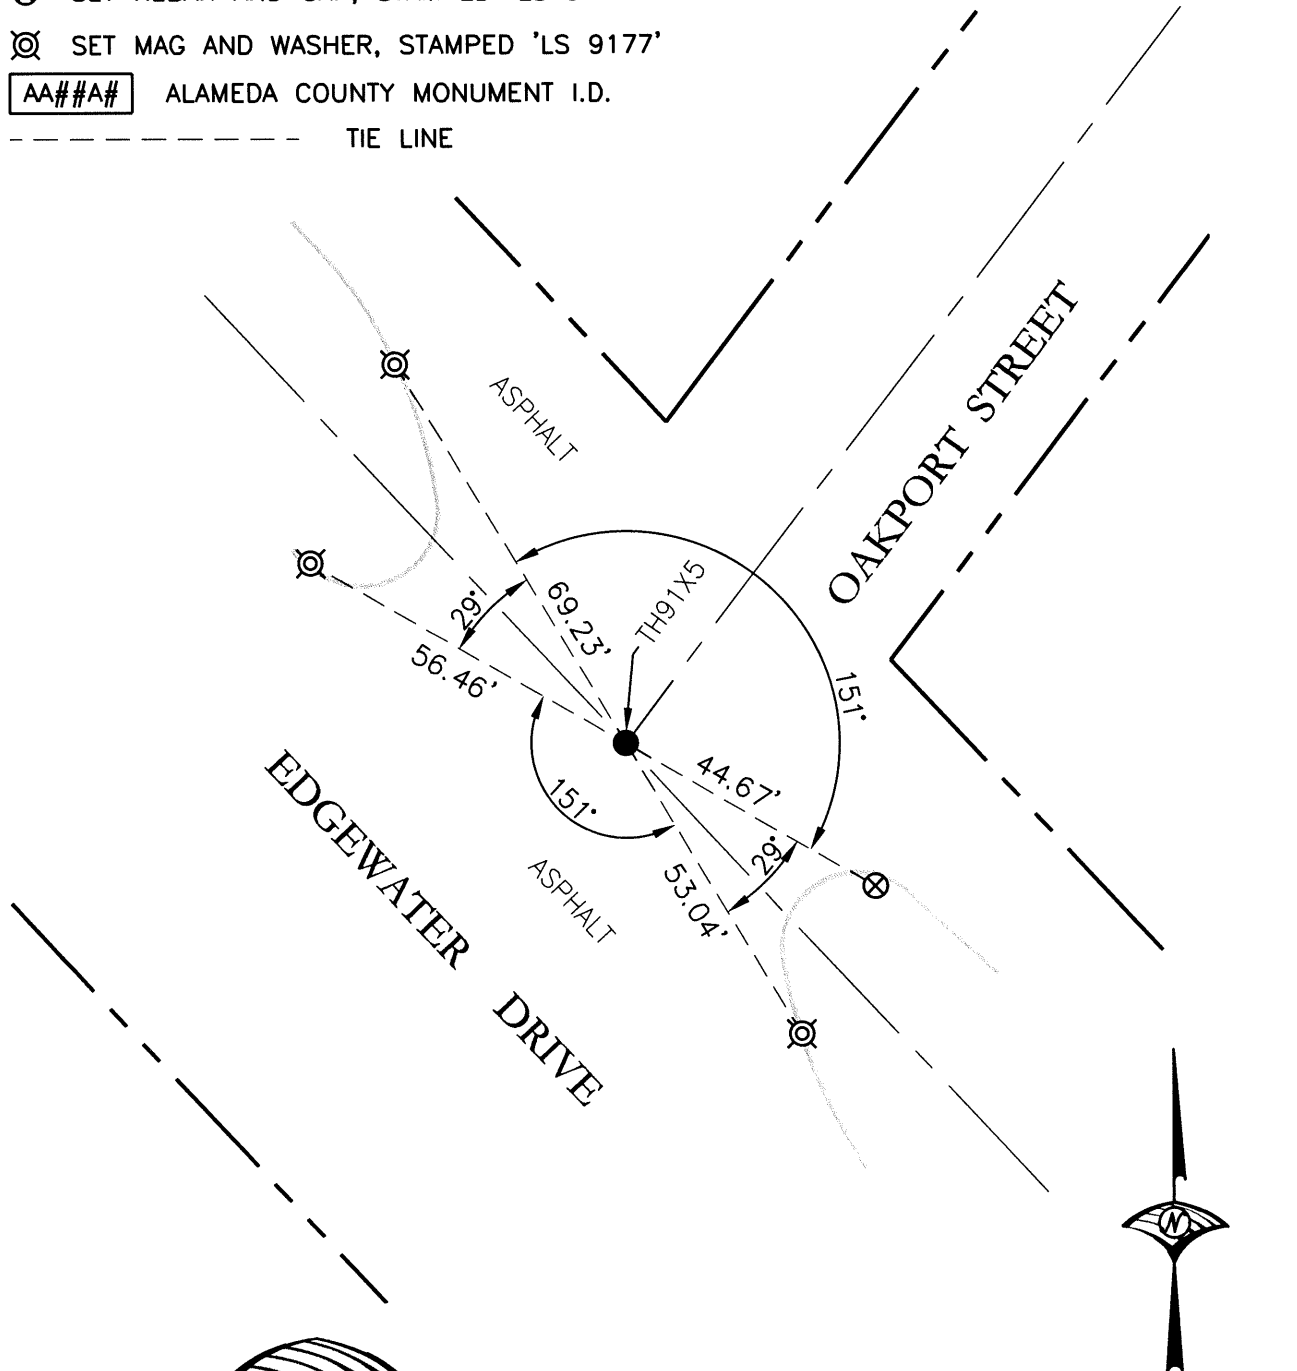 SET MAG AND WASHER, STAMPED 'LS 9177'
AA##A# ALAMEDA COUNTY MONUMENT I.D.
TIE LINE
ASPHALT
OAKPORT STREET
TH91X5
29°
69.23'
56.46'
151°
44.67'
151°
29°
53.04'
ASPHALT
EDGEWATER DRIVE
N